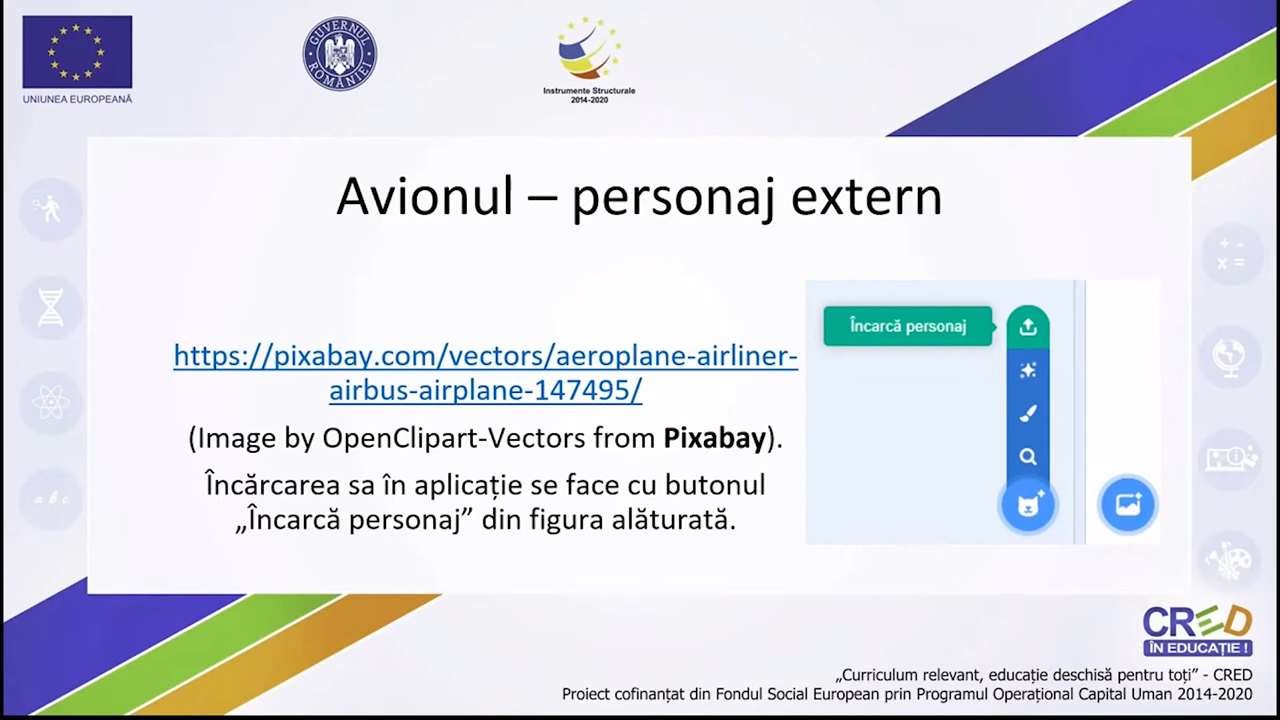 UNIUNEA EUROPEANĂ
GUVERNUL ROMÂNIEI
Instrumente Structurale
2014-2020
Avionul – personaj extern
https://pixabay.com/vectors/aeroplane-airliner-
airbus-airplane-147495/
(Image by OpenClipart-Vectors from Pixabay).
Încărcarea sa în aplicație se face cu butonul
„Încarcă personaj” din figura alăturată.
Încarcă personaj
a b c
+ -
x =
CRED
ÎN EDUCAȚIE !
„Curriculum relevant, educație deschisă pentru toți” - CRED
Proiect cofinanțat din Fondul Social European prin Programul Operațional Capital Uman 2014-2020